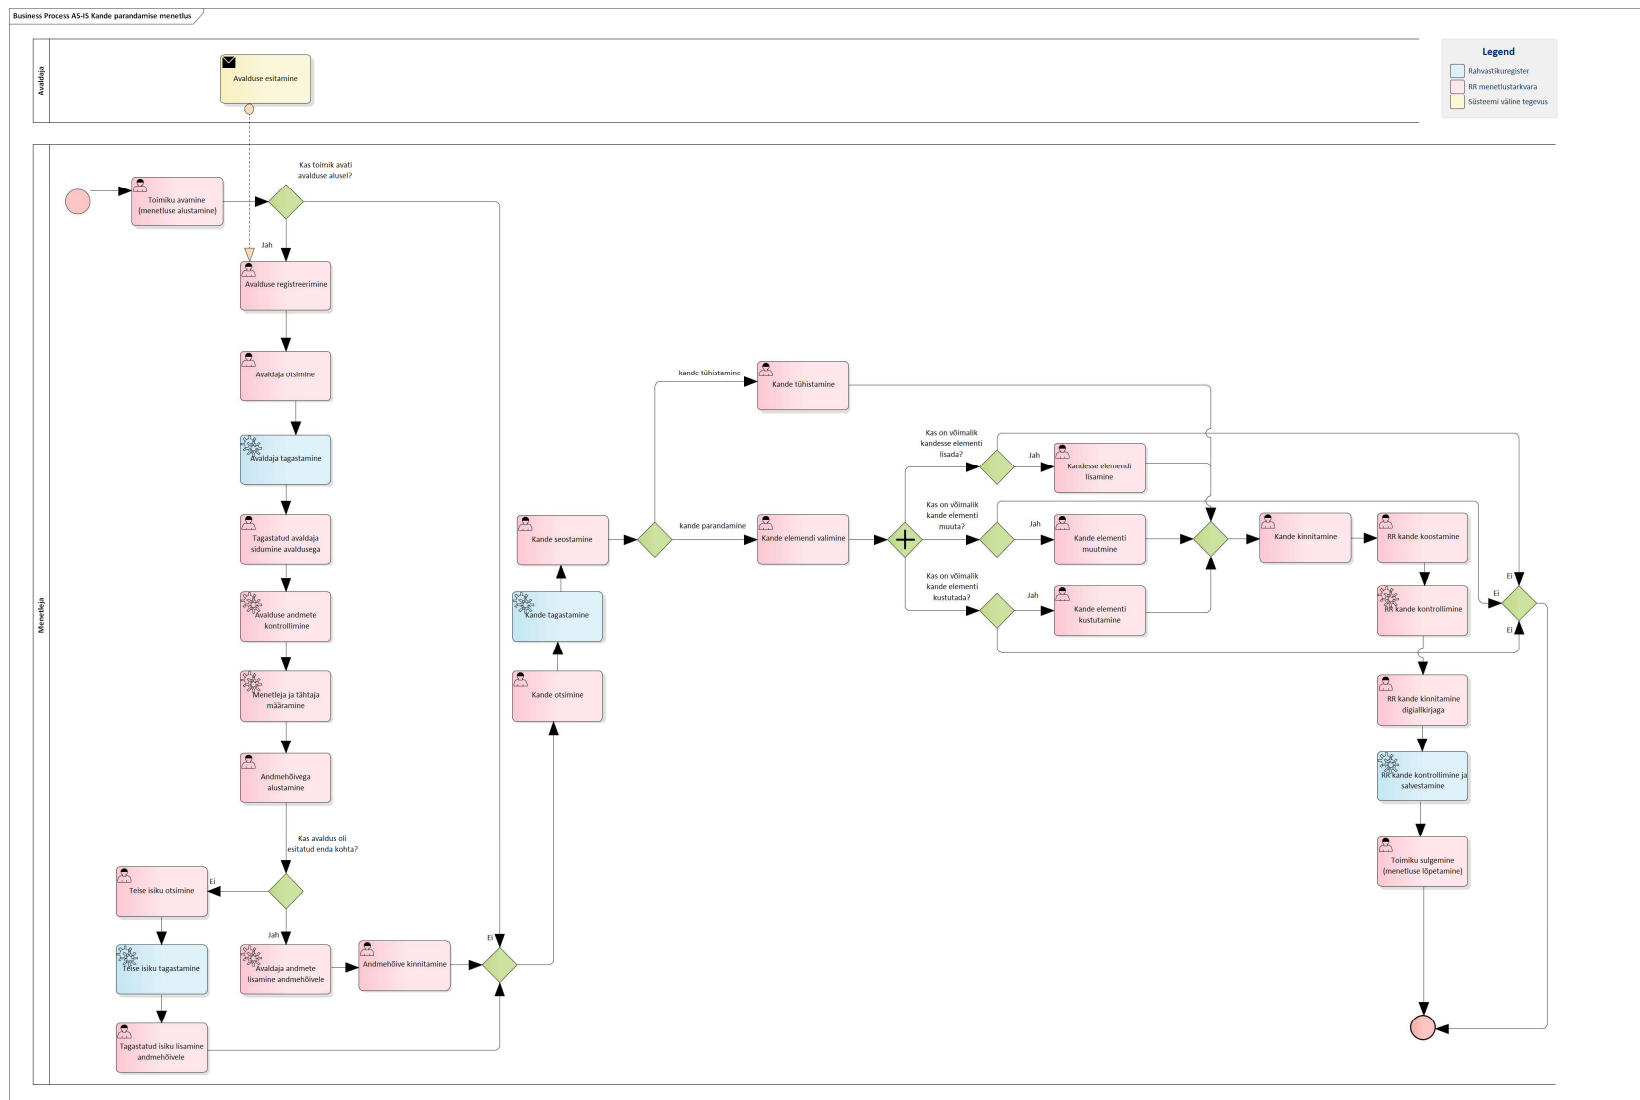 Business Process AS-IS Kande parandamise menetlus
Avaldaja
Avalduse esitamine
Legend
Rahvastikuregister
RR menetlustarkvara
Süsteemi väline tegevus
Menetleja
Kas toimik avati
avalduse alusel?
Toimiku avamine
(menetluse alustamine)
Jah
Avalduse registreerimine
Avaldaja otsimine
Avaldaja tagastamine
Tagastatud avaldaja
sidumine avaldusega
Avalduse andmete
kontrollimine
Menetleja ja tähtaja
määramine
Andmehõivega
alustamine
Kas avaldus oli
esitatud enda kohta?
Ei
Teise isiku otsimine
Jah
Teise isiku tagastamine
Avaldaja andmete
lisamine andmehõivele
Andmehõive kinnitamine
Ei
Tagastatud isiku lisamine
andmehõivele
Kande otsimine
Kande tagastamine
Kande seostamine
kande tühistamine
Kande tühistamine
kande parandamine
Kande elemendi valimine
Kas on võimalik
kandesse elementi
lisada?
Jah
Kandesse elemendi
lisamine
Kas on võimalik
kande elementi
muuta?
Jah
Kande elementi
muutmine
Kas on võimalik
kande elementi
kustutada?
Jah
Kande elementi
kustutamine
Kande kinnitamine
RR kande koostamine
Ei
Ei
Ei
RR kande kontrollimine
RR kande kinnitamine
digiallkirjaga
RR kande kontrollimine ja
salvestamine
Toimiku sulgemine
(menetluse lõpetamine)